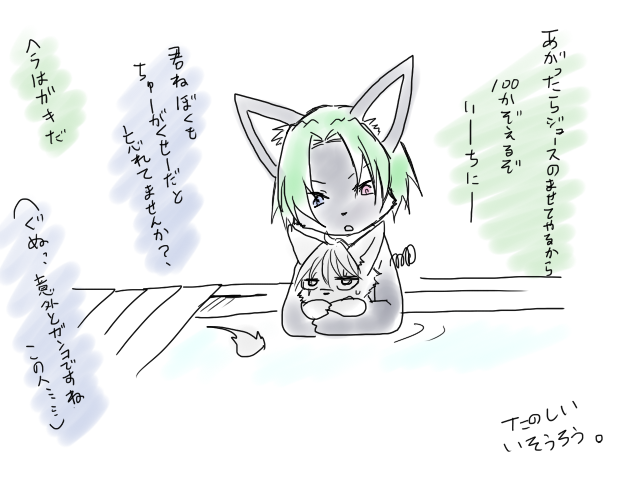 あがったらジュースのませてやるから
100かぞえるぞ
いーちにー
君ねぼくも
ちゅーがくせーだと
忘れてませんか？、
ヘラはがきだ
(ぐぬ、意外とガンコですね
この人……)
たのしい
いそうろう。